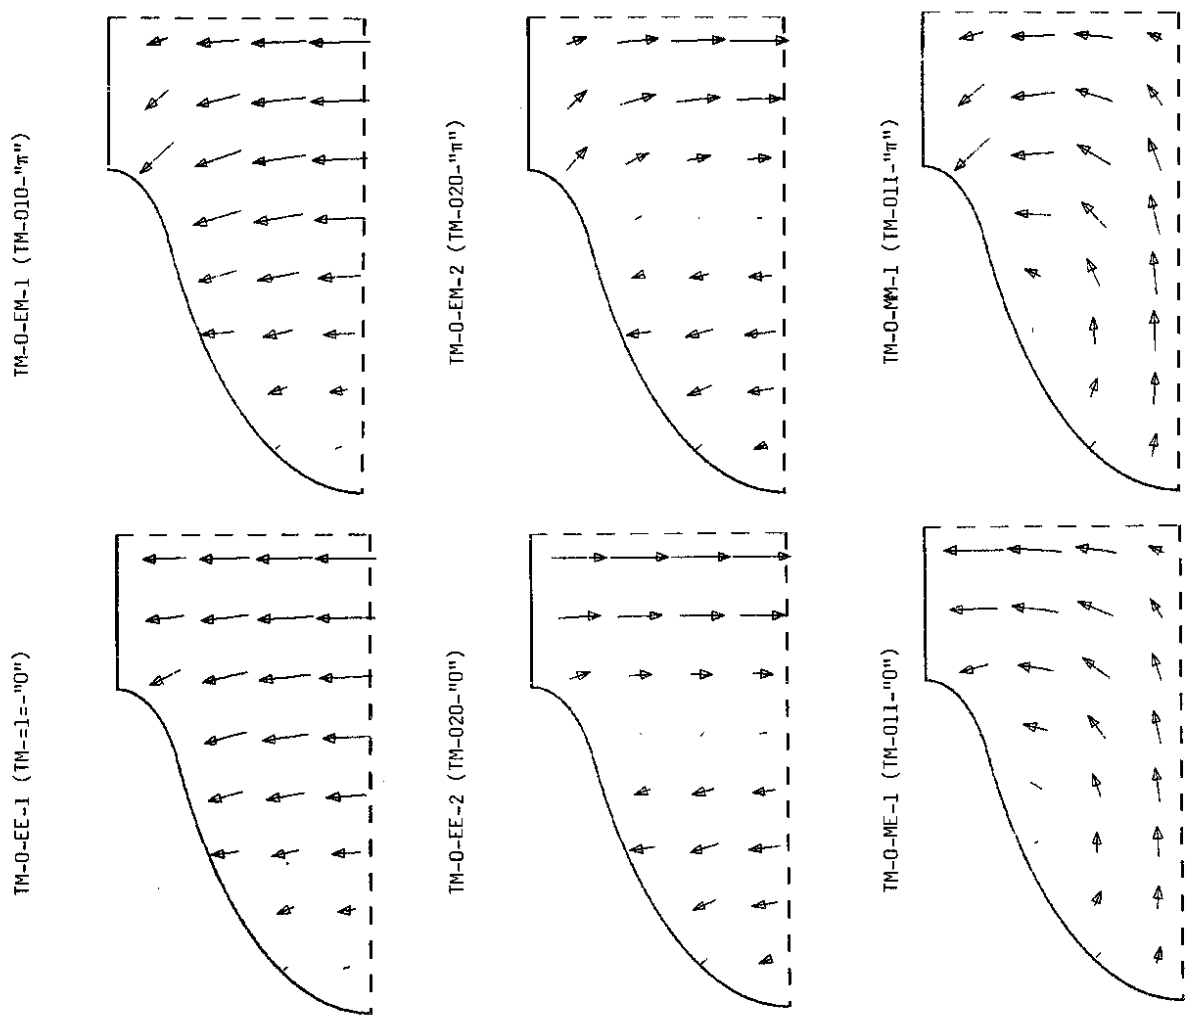 TM-0-EM-1 (TM-010-"π")
TM-0-EM-2 (TM-020-"π")
TM-0-MM-1 (TM-011-"π")
TM-0-EE-1 (TM-=1=-"0")
TM-0-EE-2 (TM-020-"0")
TM-0-ME-1 (TM-011-"0")